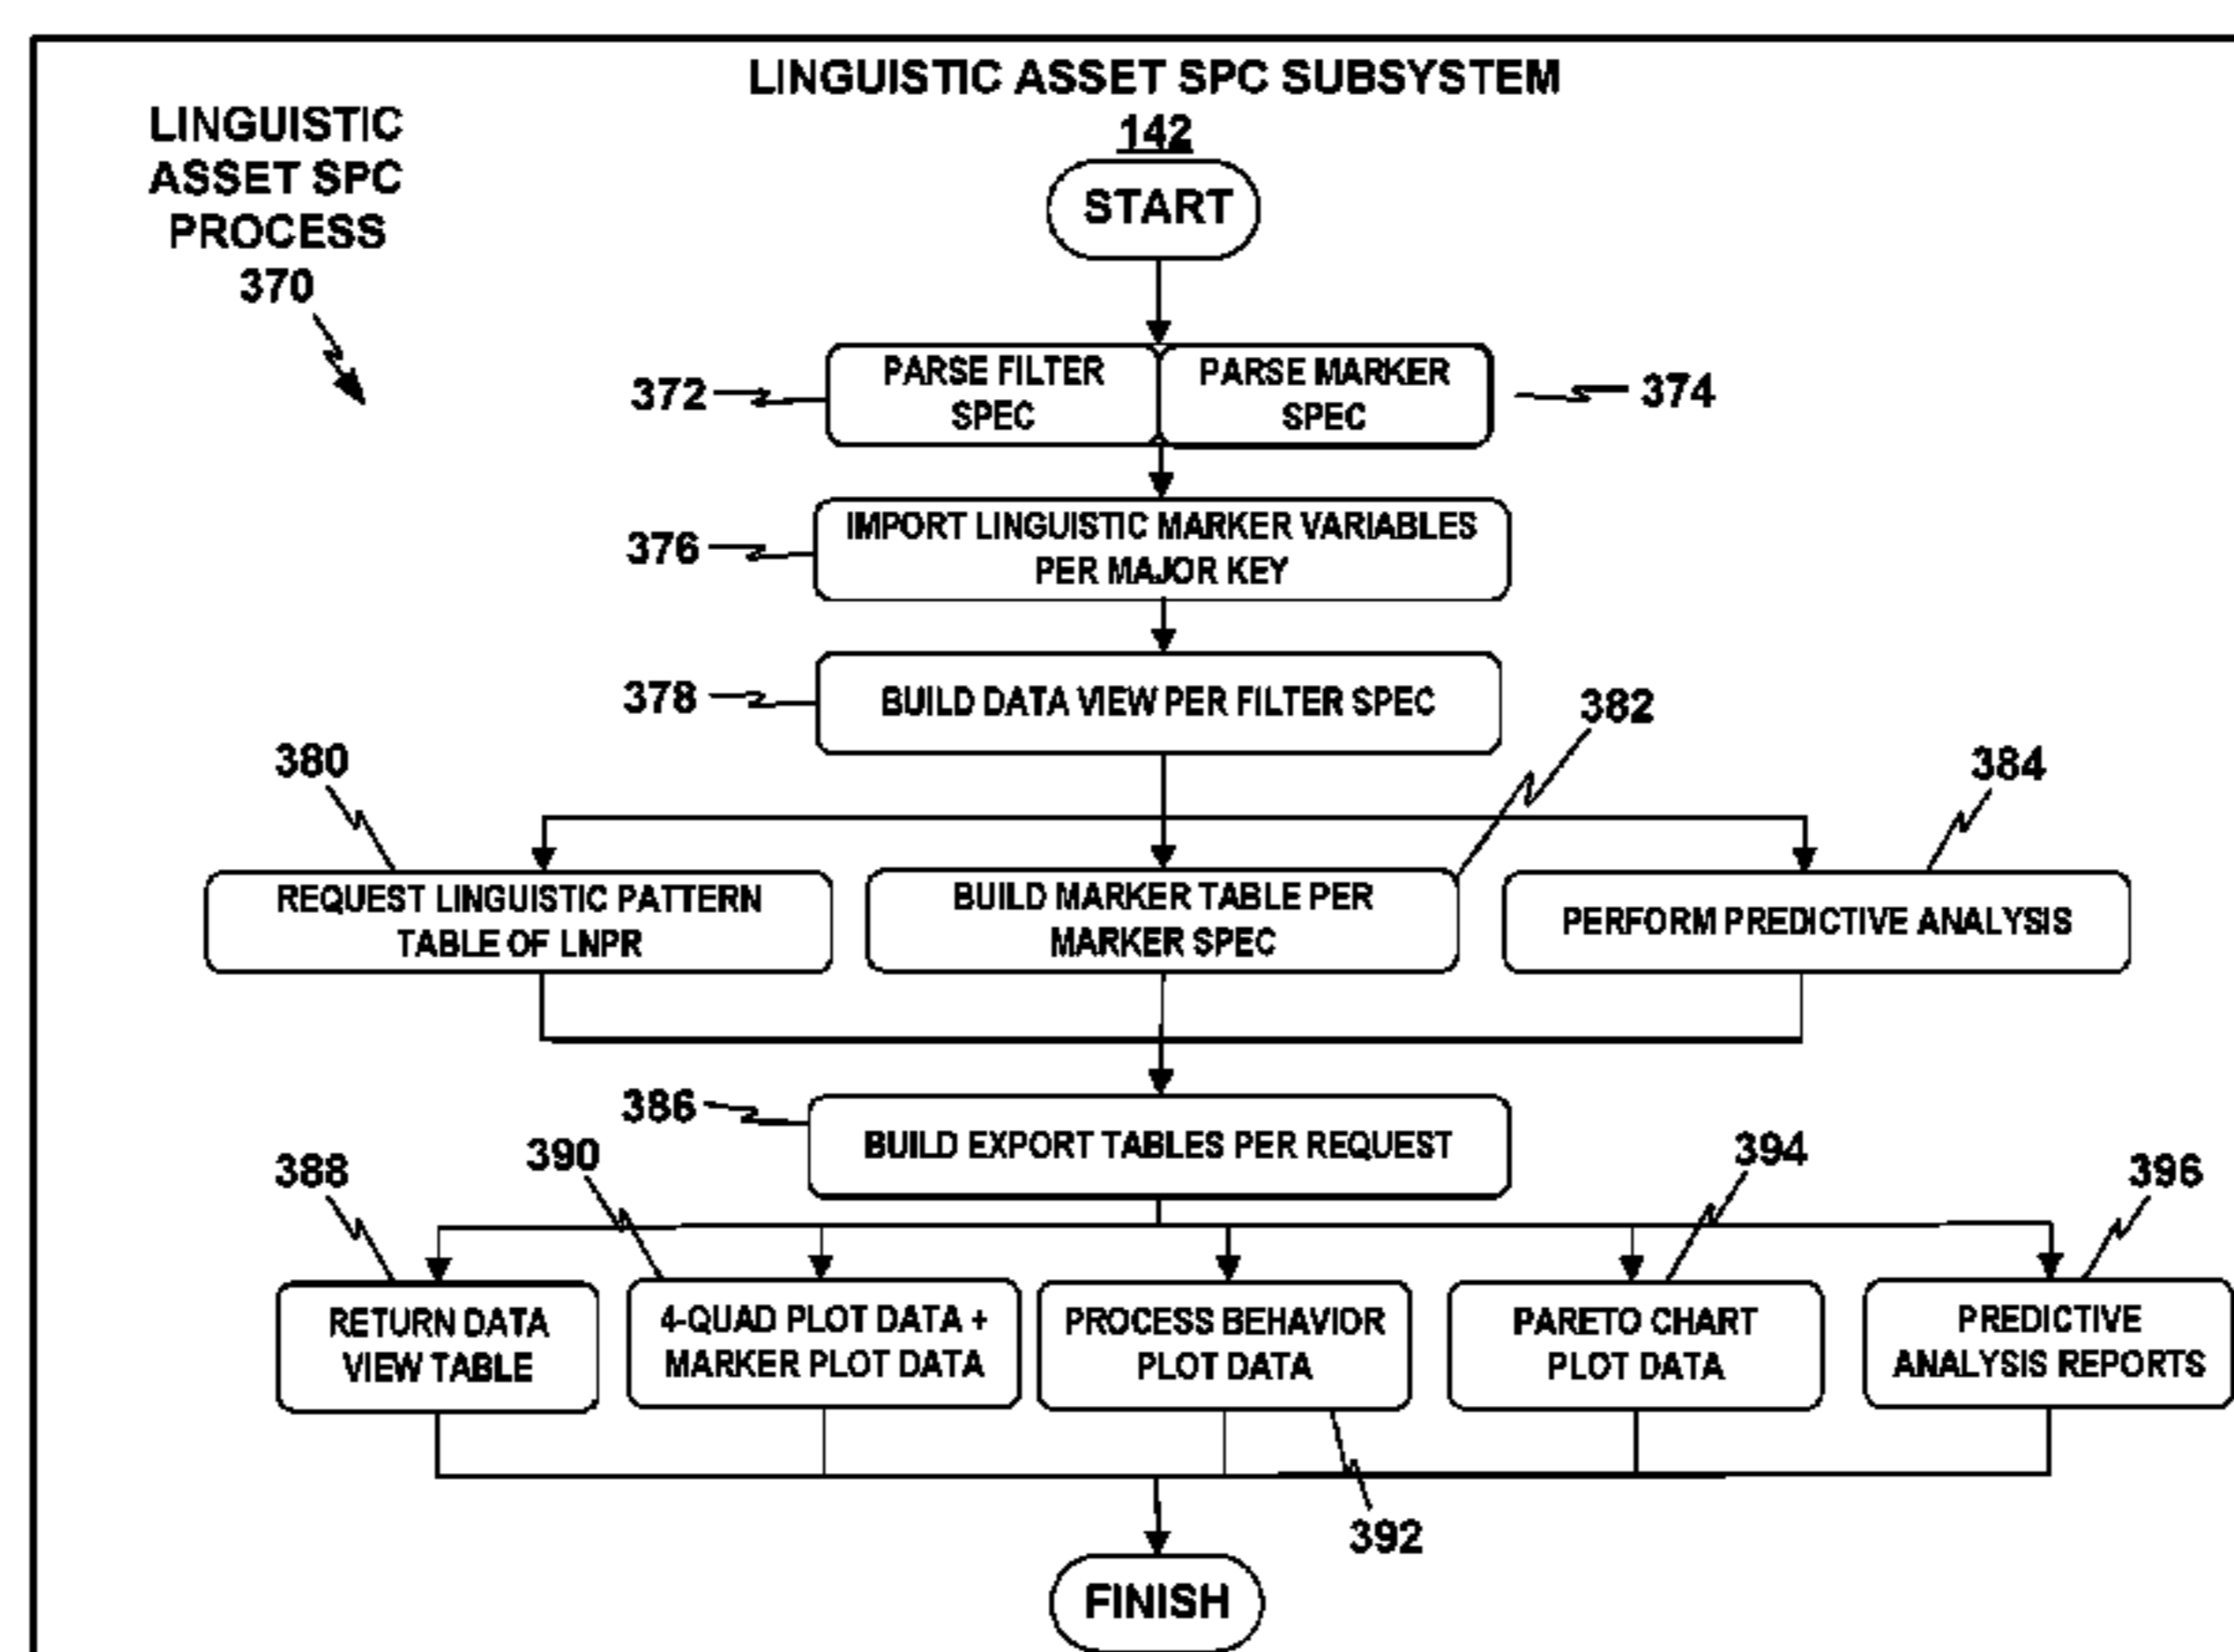 LINGUISTIC ASSET SPC SUBSYSTEM
142
LINGUISTIC
ASSET SPC
PROCESS
370
START
372
PARSE FILTER
SPEC
PARSE MARKER
SPEC
374
376
IMPORT LINGUISTIC MARKER VARIABLES
PER MAJOR KEY
378
BUILD DATA VIEW PER FILTER SPEC
380
382
384
REQUEST LINGUISTIC PATTERN
TABLE OF LNPR
BUILD MARKER TABLE PER
MARKER SPEC
PERFORM PREDICTIVE ANALYSIS
386
BUILD EXPORT TABLES PER REQUEST
388
390
394
396
RETURN DATA
VIEW TABLE
4-QUAD PLOT DATA +
MARKER PLOT DATA
PROCESS BEHAVIOR
PLOT DATA
PARETO CHART
PLOT DATA
PREDICTIVE
ANALYSIS REPORTS
392
FINISH